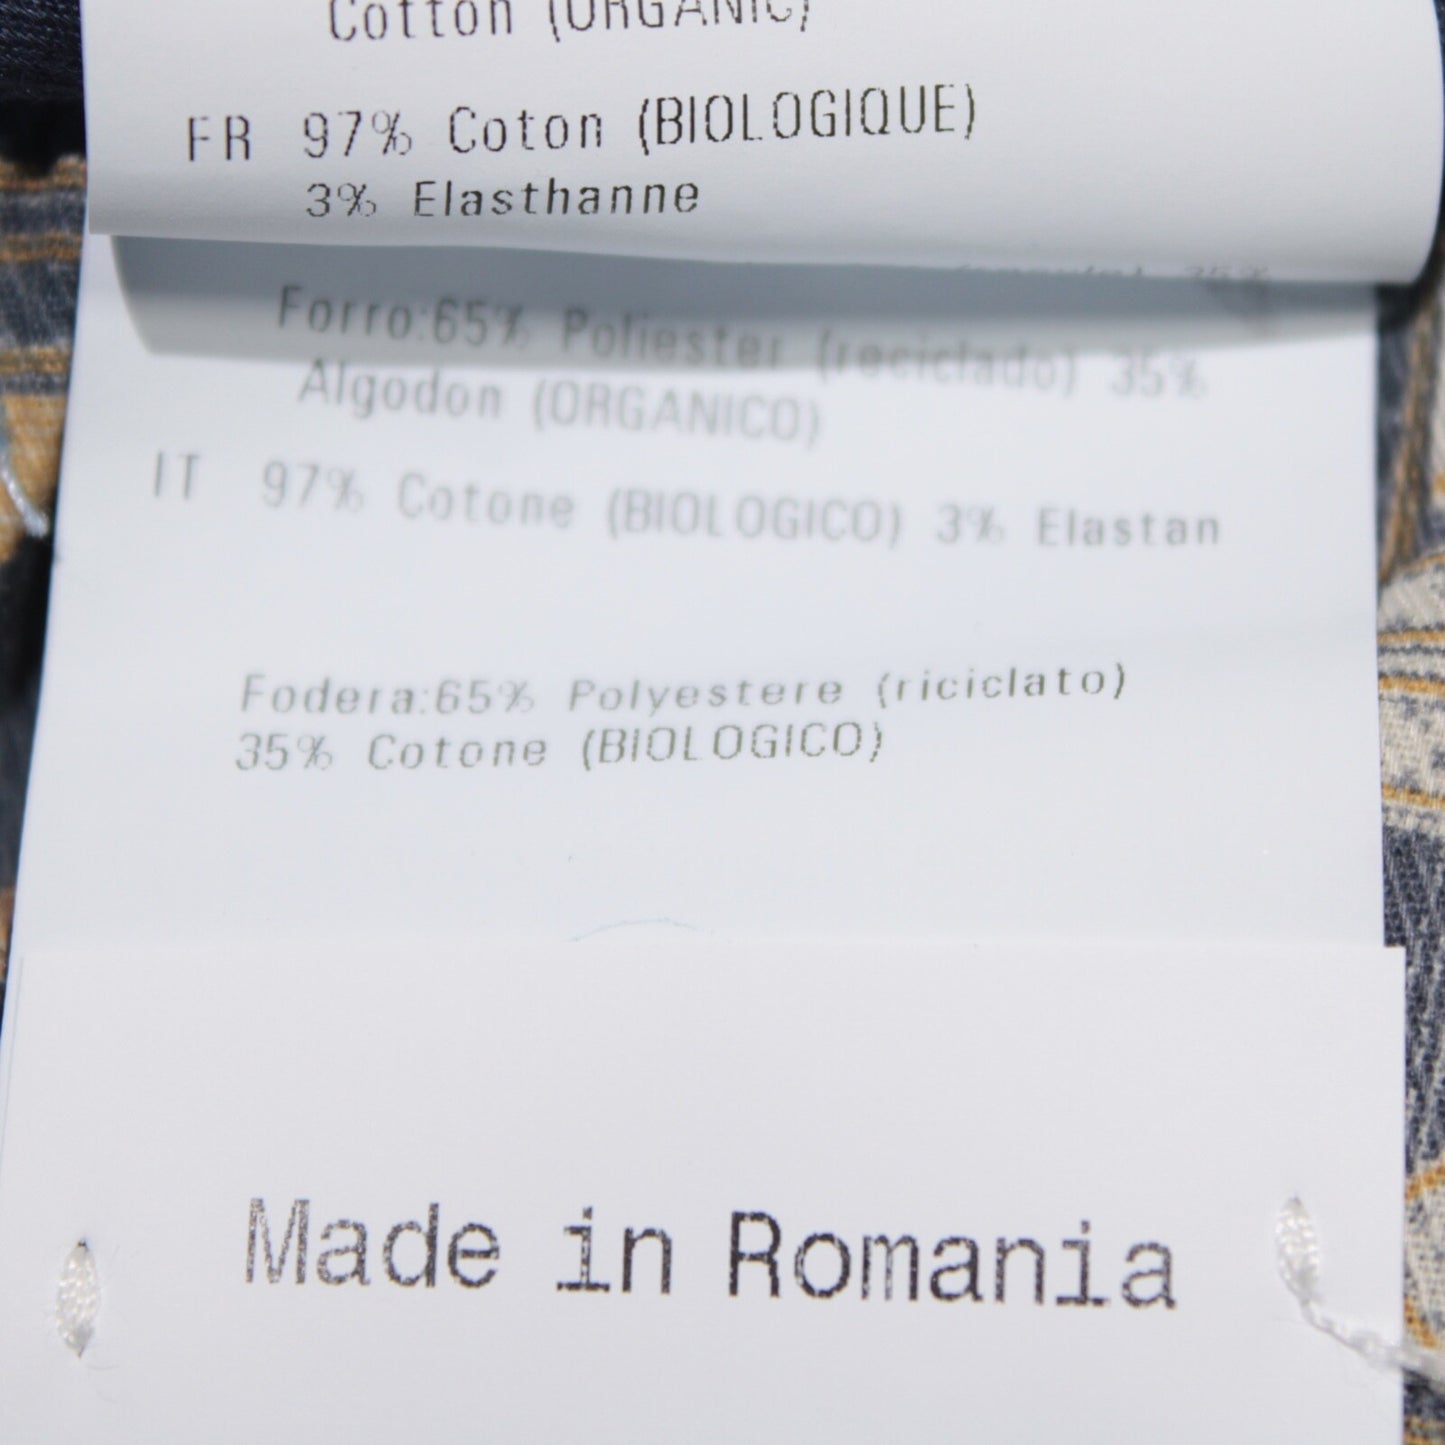 Cotton (ORGANIC)
FR 97% Coton (BIOLOGIQUE)
3% Elasthanne
35%
Forro:65% Poliester (reciclado) 35%
Algodon (ORGANICO)
IT 97% Cotone (BIOLOGICO) 3% Elastan
Fodera:65% Polyestere (riciclato)
35% Cotone (BIOLOGICO)
Made in Romania